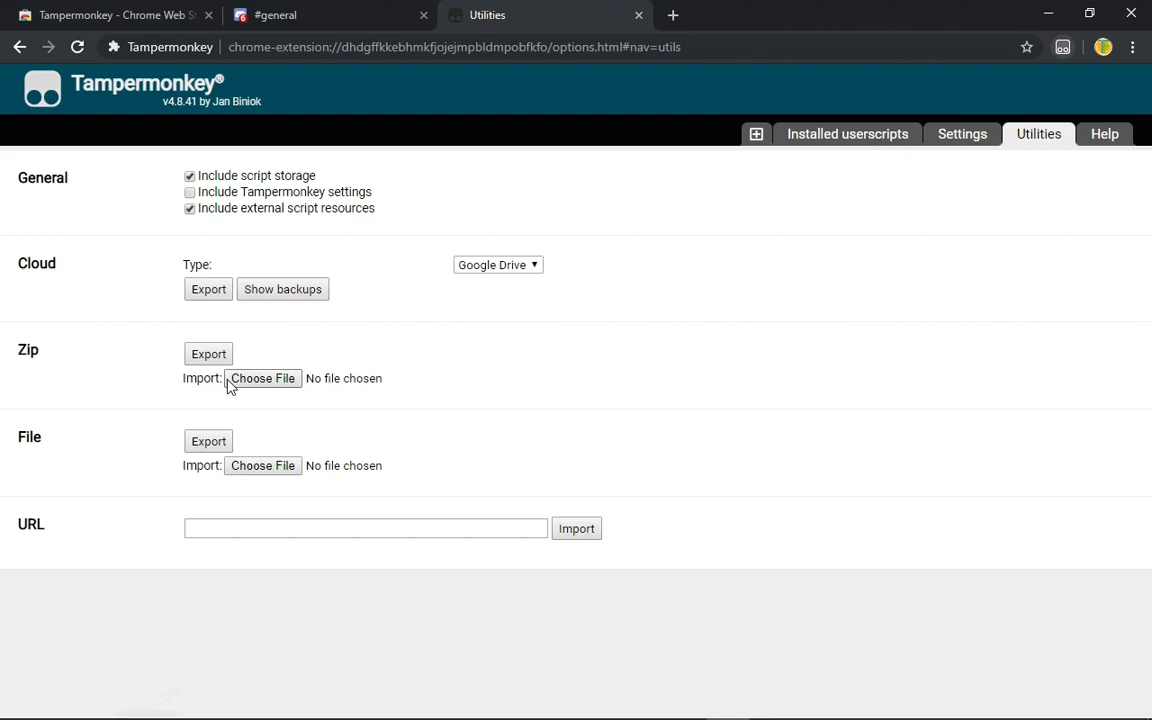 Tampermonkey - Chrome Web S
#general
Utilities
Tampermonkey
chrome-extension://dhdgffkkebhmkfjojejmpbldmpobfkfo/options.html#nav=utils
Tampermonkey®
v4.8.41 by Jan Biniok
Installed userscripts
Settings
Utilities
Help
General
Include script storage
Include Tampermonkey settings
Include external script resources
Cloud
Type:
Google Drive
Export
Show backups
Zip
Export
Import: Choose File No file chosen
File
Export
Import: Choose File No file chosen
URL
Import